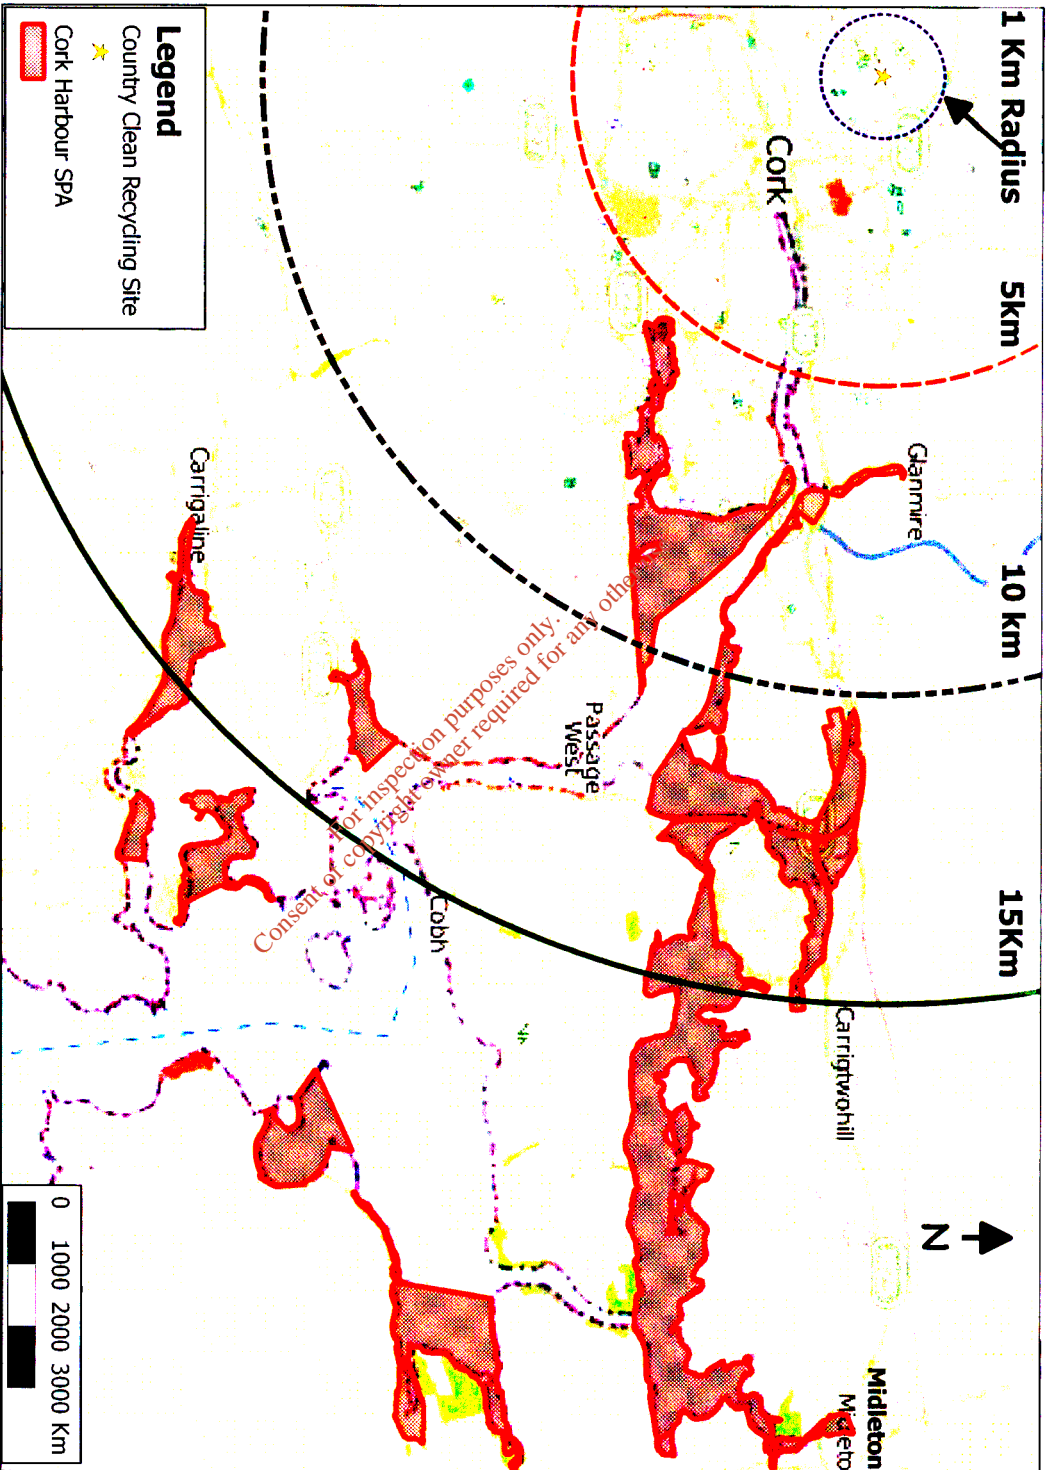 1 Km Radius
5km
10 km
15Km
Cork
Glanmire
Passage
West
Carrigaline
Cobh
Carrigtwohill
Midleton
Midleto
N
For inspection purposes only.
Consent of copyright owner required for any othe
Legend
Country Clean Recycling Site
Cork Harbour SPA
0 1000 2000 3000 Km